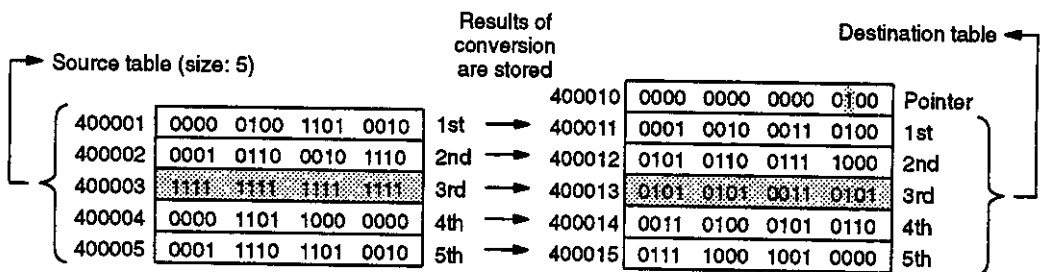 Results of
conversion
are stored
Destination table
Source table (size: 5)
400010 0000 0000 0000 0100 Pointer
400001 0000 0100 1101 0010 1st 400011 0001 0010 0011 0100 1st
400002 0001 0110 0010 1110 2nd 400012 0101 0110 0111 1000 2nd
400003 1111 1111 1111 1111 3rd 400013 0101 0101 0011 0101 3rd
400004 0000 1101 1000 0000 4th 400014 0011 0100 0101 0110 4th
400005 0001 1110 1101 0010 5th 400015 0111 1000 1001 0000 5th